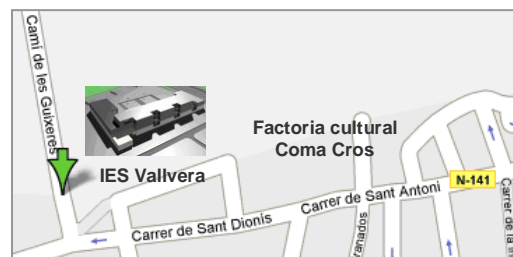 Camí de les Guixeres
Factoria cultural
Coma Cros
IES Vallvera
N-141
Carrer de Sant Antoni
Carrer de Sant Dionís